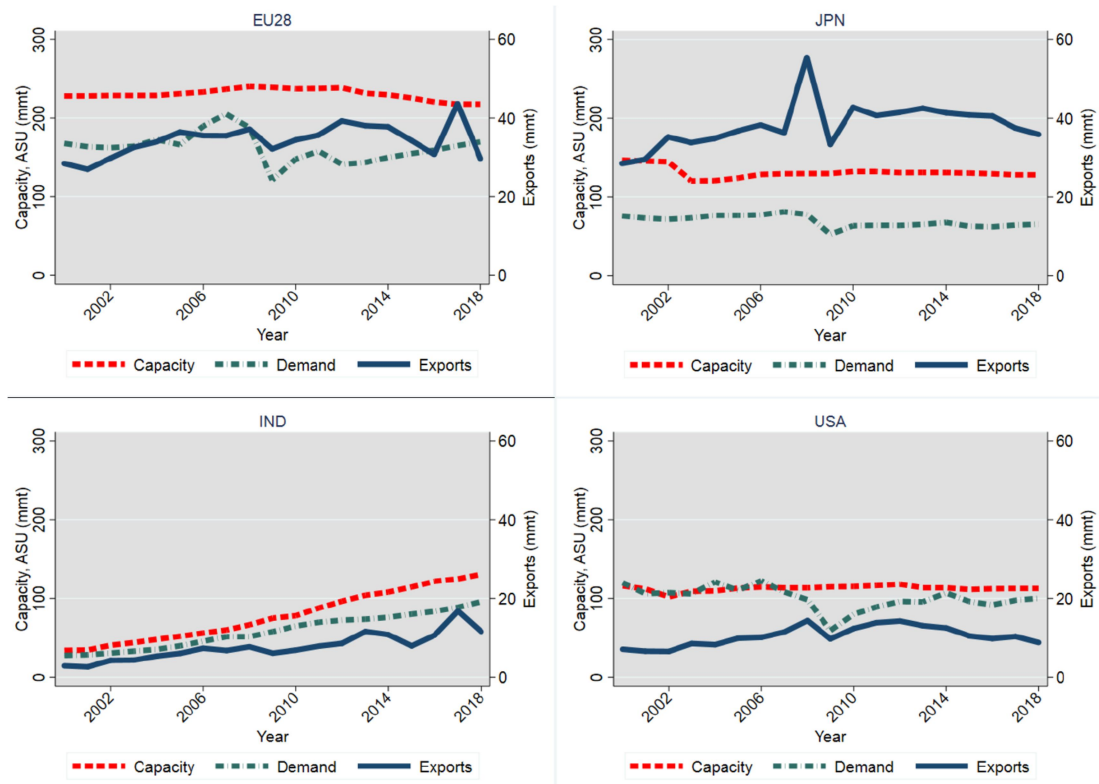 EU28
Capacity, ASU (mmt)
0 100 200 300
Exports (mmt)
0 20 40 60
2002 2006 2010 2014 2018
Year
Capacity Demand Exports
JPN
Capacity, ASU (mmt)
0 100 200 300
Exports (mmt)
0 20 40 60
2002 2006 2010 2014 2018
Year
Capacity Demand Exports
IND
Capacity, ASU (mmt)
0 100 200 300
Exports (mmt)
0 20 40 60
2002 2006 2010 2014 2018
Year
Capacity Demand Exports
USA
Capacity, ASU (mmt)
0 100 200 300
Exports (mmt)
0 20 40 60
2002 2006 2010 2014 2018
Year
Capacity Demand Exports